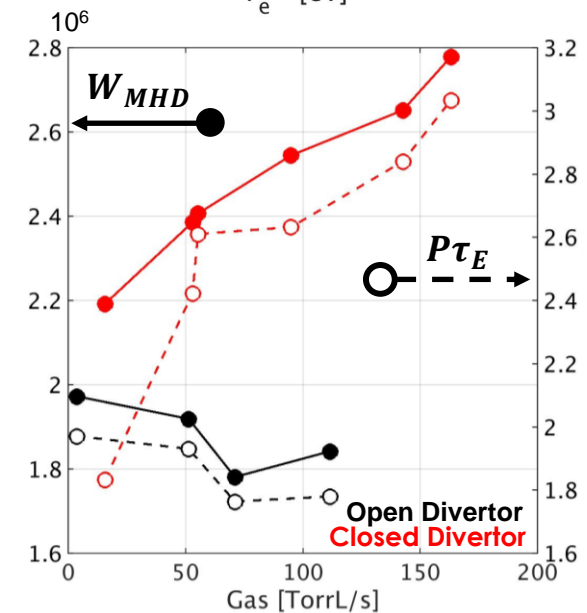 e
10⁶
2.8 3.2
W_MHD
2.6 3
2.4 2.8
Pτ_E
2.6
2.2 2.4
2.2
2 2
1.8 1.8
Open Divertor
Closed Divertor
1.6 1.6
0 50 100 150 200
Gas [TorrL/s]